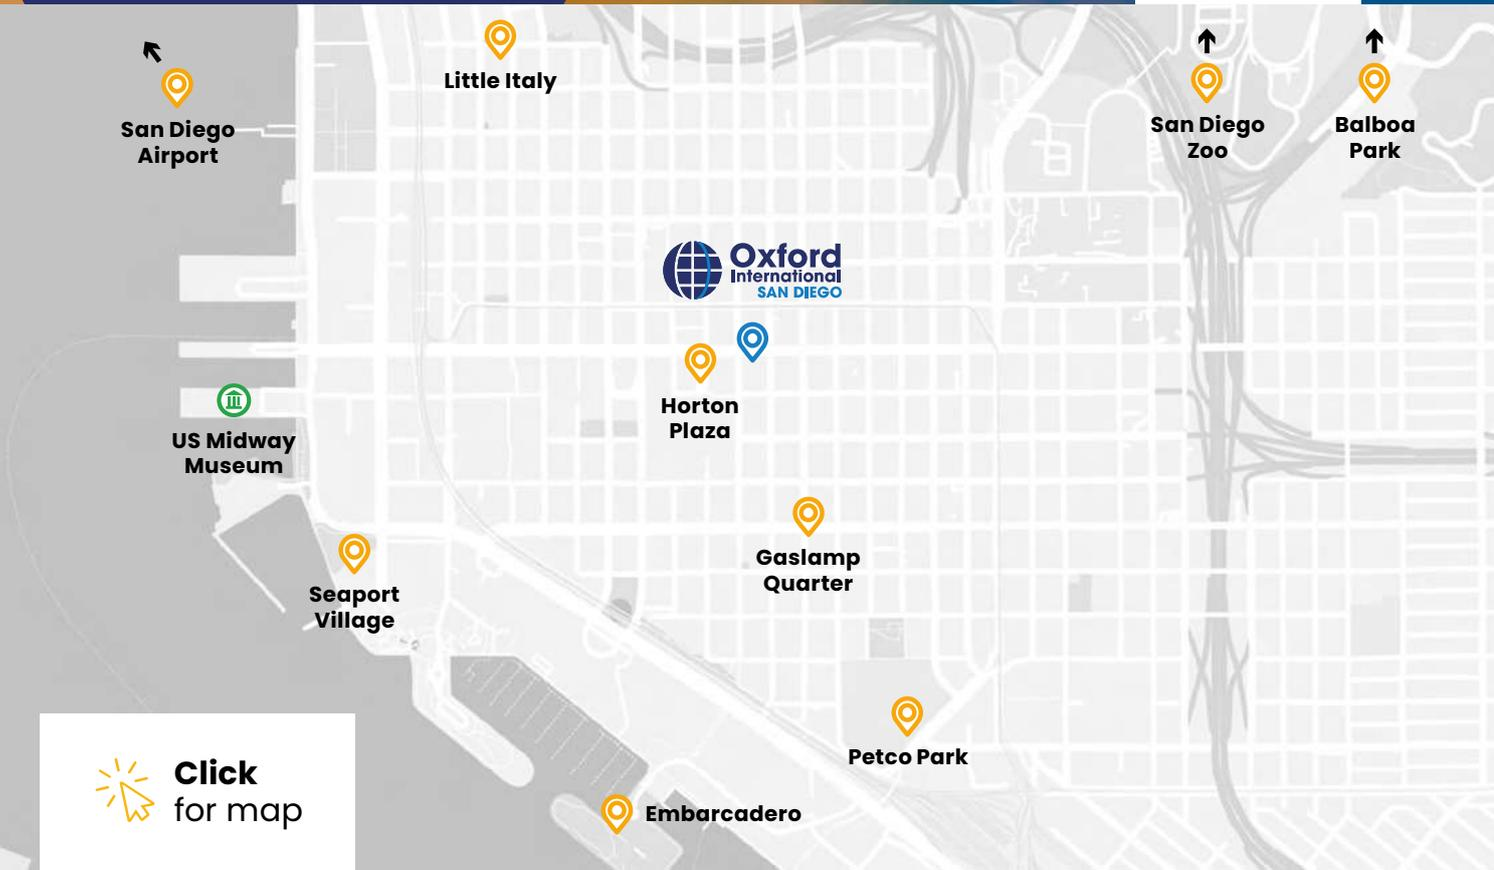 Little Italy
San Diego
Airport
San Diego
Zoo
Balboa
Park
Oxford
International
SAN DIEGO
Horton
Plaza
US Midway
Museum
Gaslamp
Quarter
Seaport
Village
Petco Park
Click
for map
Embarcadero